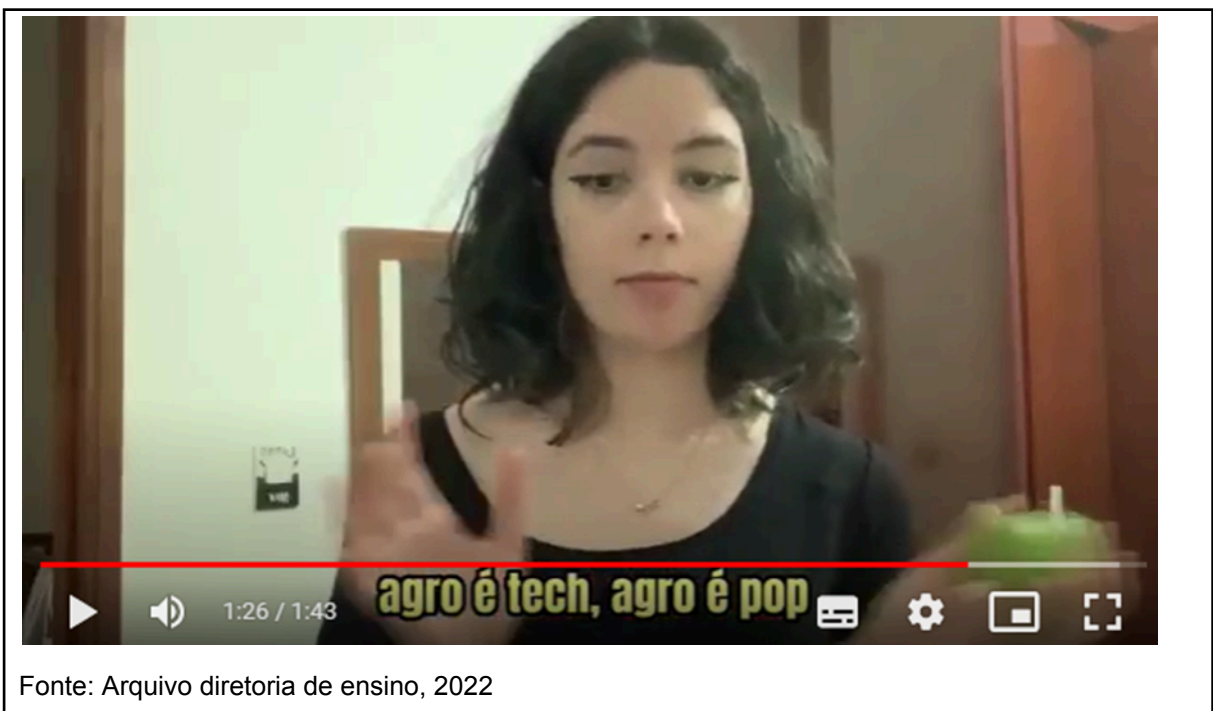 1:26 / 1:43
agro é tech, agro é pop
Fonte: Arquivo diretoria de ensino, 2022